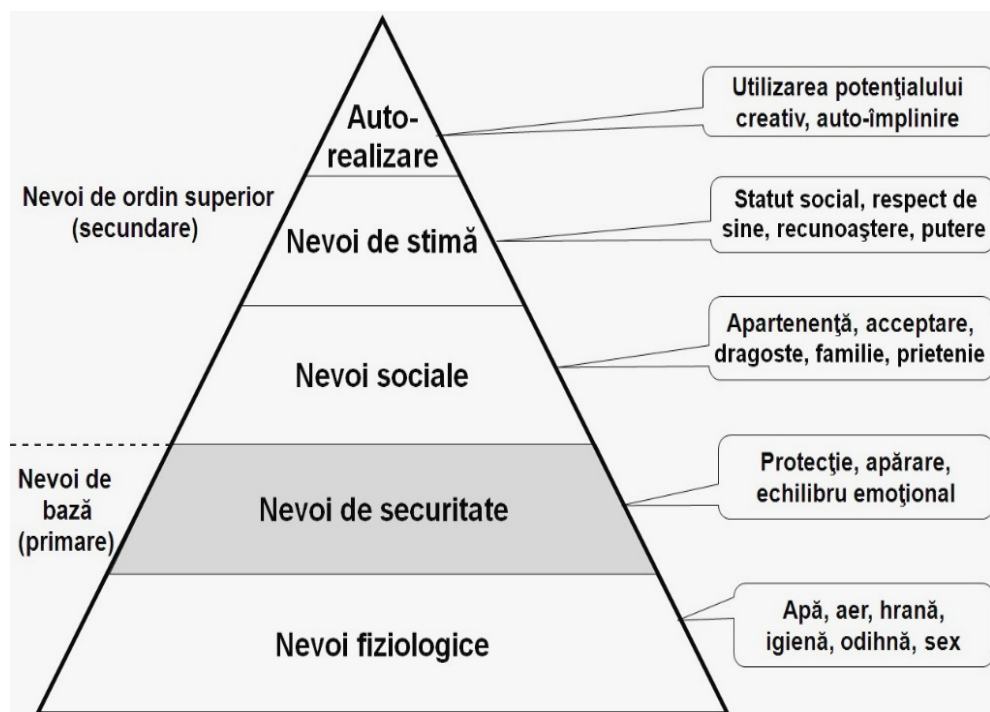 Auto-
realizare
Utilizarea potenţialului
creativ, auto-împlinire
Nevoi de ordin superior
(secundare)
Nevoi de stimă
Statut social, respect de
sine, recunoaştere, putere
Nevoi sociale
Apartenenţă, acceptare,
dragoste, familie, prietenie
Nevoi de
bază
(primare)
Nevoi de securitate
Protecţie, apărare,
echilibru emoţional
Nevoi fiziologice
Apă, aer, hrană,
igienă, odihnă, sex